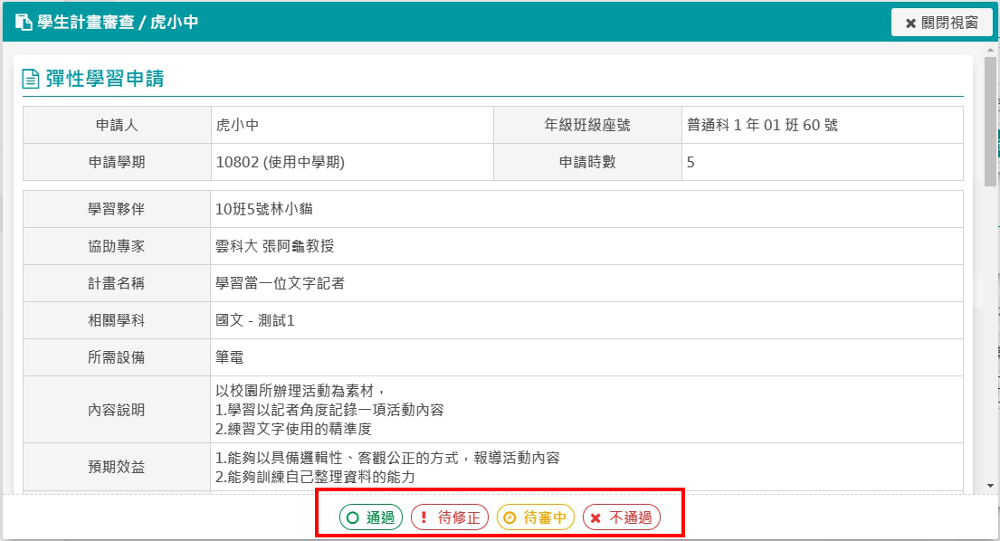 學生計畫審查 / 虎小中
關閉視窗
彈性學習申請
申請人 虎小中 年級班級座號 普通科 1 年 01 班 60 號
申請學期 10802 (使用中學期) 申請時數 5
學習夥伴 10班5號林小貓
協助專家 雲科大 張阿龜教授
計畫名稱 學習當一位文字記者
相關學科 國文 - 測試1
所需設備 筆電
內容說明 以校園所辦理活動為素材，
1.學習以記者角度記錄一項活動內容
2.練習文字使用的精準度
預期效益 1.能夠以具備邏輯性、客觀公正的方式，報導活動內容
2.能夠訓練自己整理資料的能力
通過 待修正 待審中 不通過